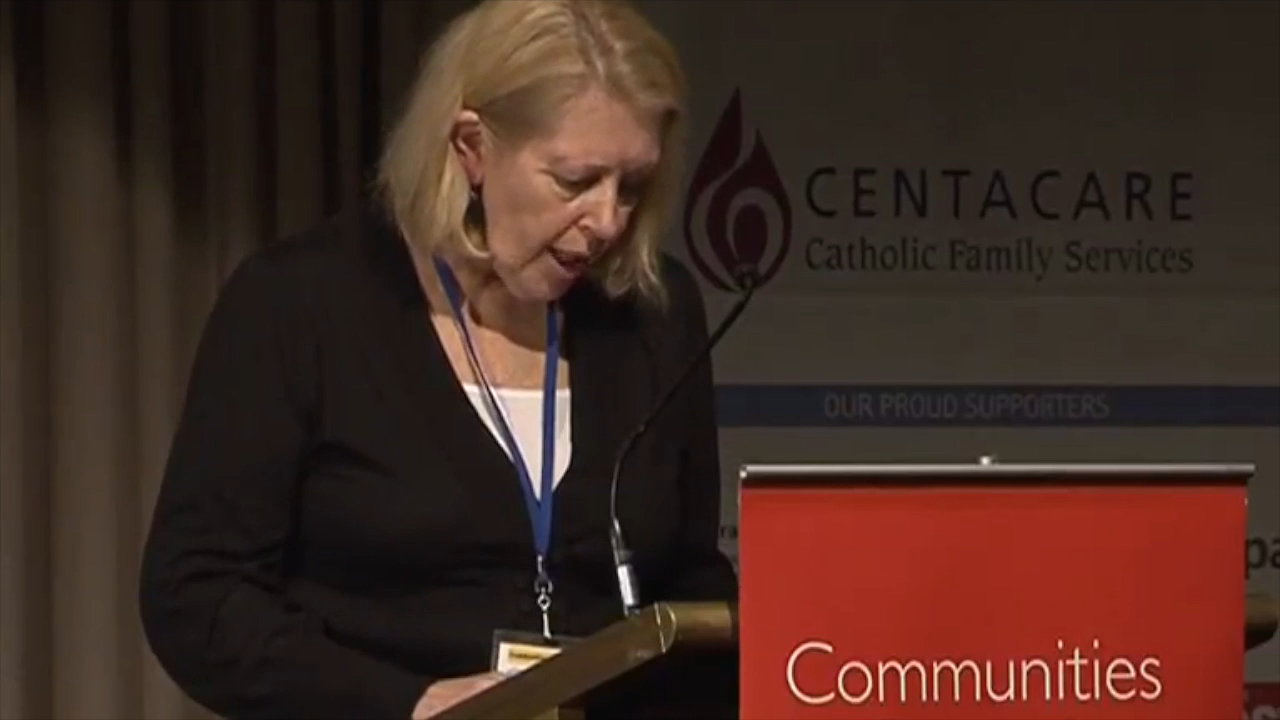 CENTACARE
Catholic Family Services
OUR PROUD SUPPORTERS
Communities